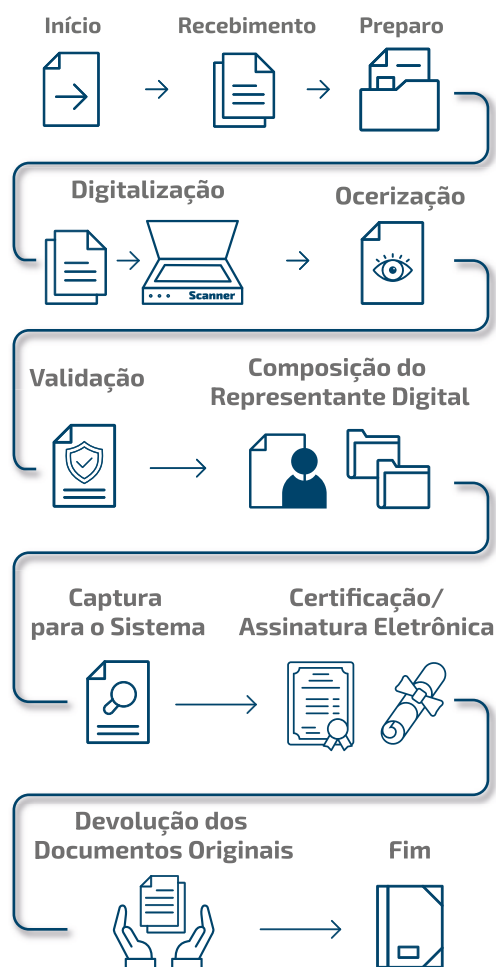 Início
Recebimento
Preparo
Digitalização
Ocerização
Scanner
Validação
Composição do
Representante Digital
Captura
para o Sistema
Certificação/
Assinatura Eletrônica
Devolução dos
Documentos Originais
Fim